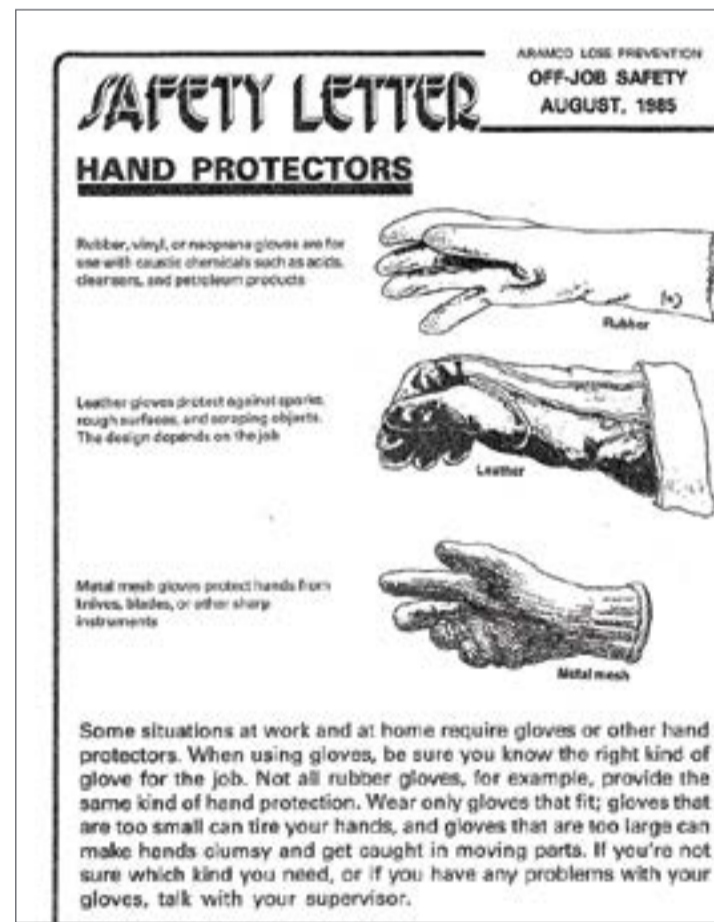 ARAMCO LOSS PREVENTION
OFF-JOB SAFETY
AUGUST, 1985
SAFETY LETTER
HAND PROTECTORS
Rubber, vinyl, or neoprene gloves are for
use with caustic chemicals such as acids,
cleansers, and petroleum products
Rubber
Leather gloves protect against sparks,
rough surfaces, and scraping objects.
The design depends on the job
Leather
Metal mesh gloves protect hands from
knives, blades, or other sharp
instruments
Metal mesh
Some situations at work and at home require gloves or other hand
protectors. When using gloves, be sure you know the right kind of
glove for the job. Not all rubber gloves, for example, provide the
same kind of hand protection. Wear only gloves that fit; gloves that
are too small can tire your hands, and gloves that are too large can
make hands clumsy and get caught in moving parts. If you're not
sure which kind you need, or if you have any problems with your
gloves, talk with your supervisor.